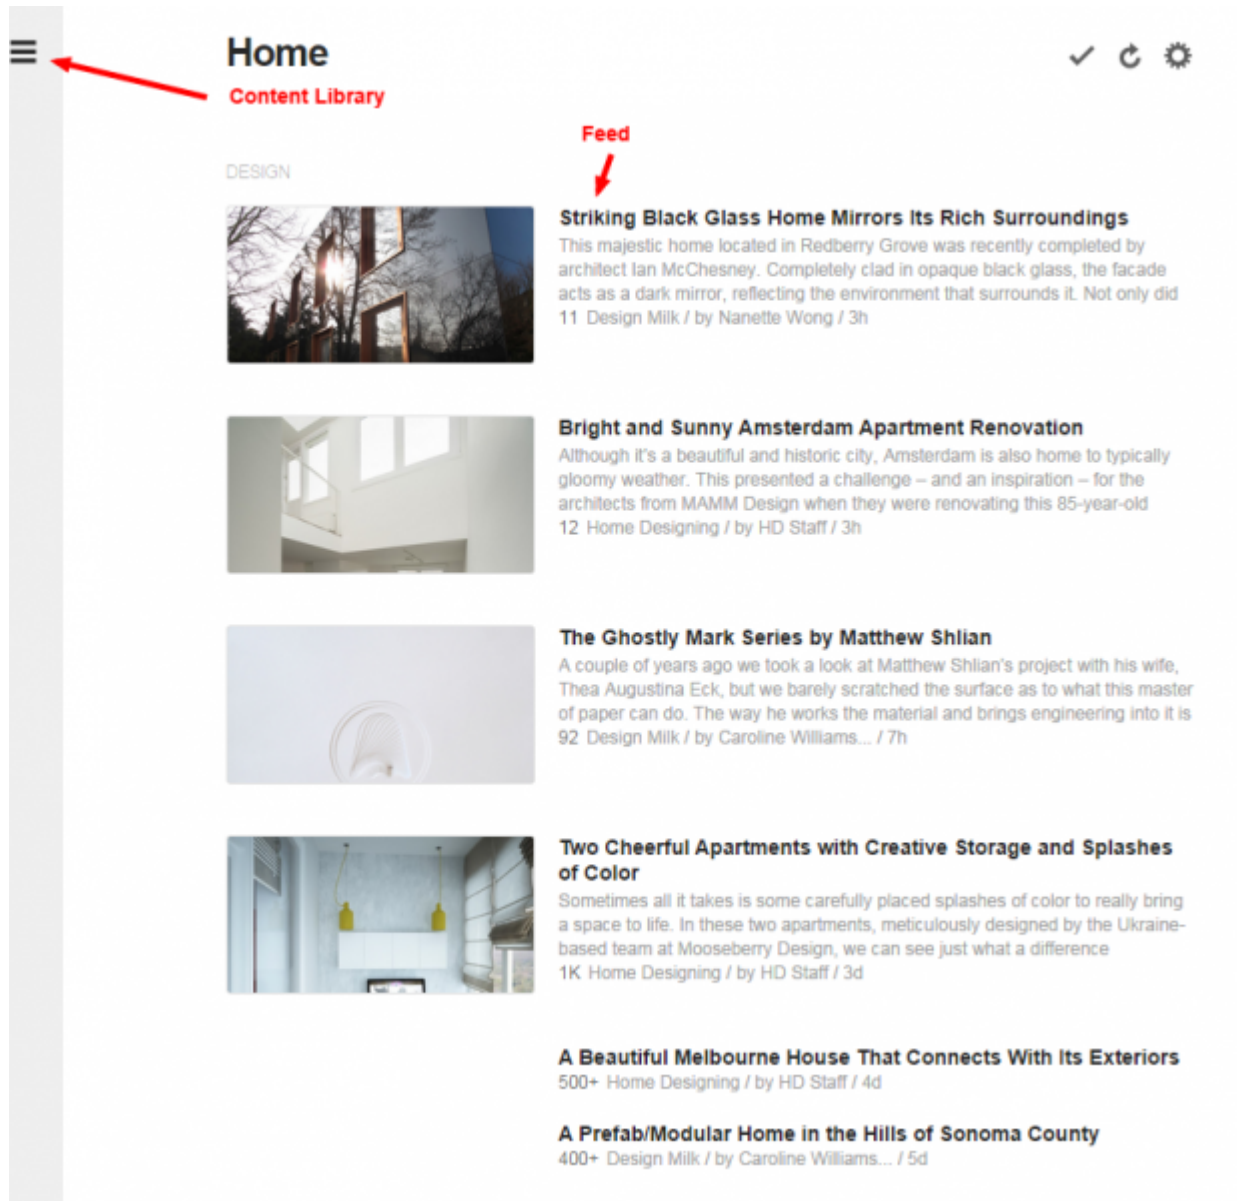 Home
Content Library
Feed
DESIGN
Striking Black Glass Home Mirrors Its Rich Surroundings
This majestic home located in Redberry Grove was recently completed by
architect Ian McChesney. Completely clad in opaque black glass, the facade
acts as a dark mirror, reflecting the environment that surrounds it. Not only did
11 Design Milk / by Nanette Wong / 3h
Bright and Sunny Amsterdam Apartment Renovation
Although it's a beautiful and historic city, Amsterdam is also home to typically
gloomy weather. This presented a challenge – and an inspiration – for the
architects from MAMM Design when they were renovating this 85-year-old
12 Home Designing / by HD Staff / 3h
The Ghostly Mark Series by Matthew Shlian
A couple of years ago we took a look at Matthew Shlian's project with his wife,
Thea Augustina Eck, but we barely scratched the surface as to what this master
of paper can do. The way he works the material and brings engineering into it is
92 Design Milk / by Caroline Williams... / 7h
Two Cheerful Apartments with Creative Storage and Splashes
of Color
Sometimes all it takes is some carefully placed splashes of color to really bring
a space to life. In these two apartments, meticulously designed by the Ukraine-
based team at Mooseberry Design, we can see just what a difference
1K Home Designing / by HD Staff / 3d
A Beautiful Melbourne House That Connects With Its Exteriors
500+ Home Designing / by HD Staff / 4d
A Prefab/Modular Home in the Hills of Sonoma County
400+ Design Milk / by Caroline Williams... / 5d